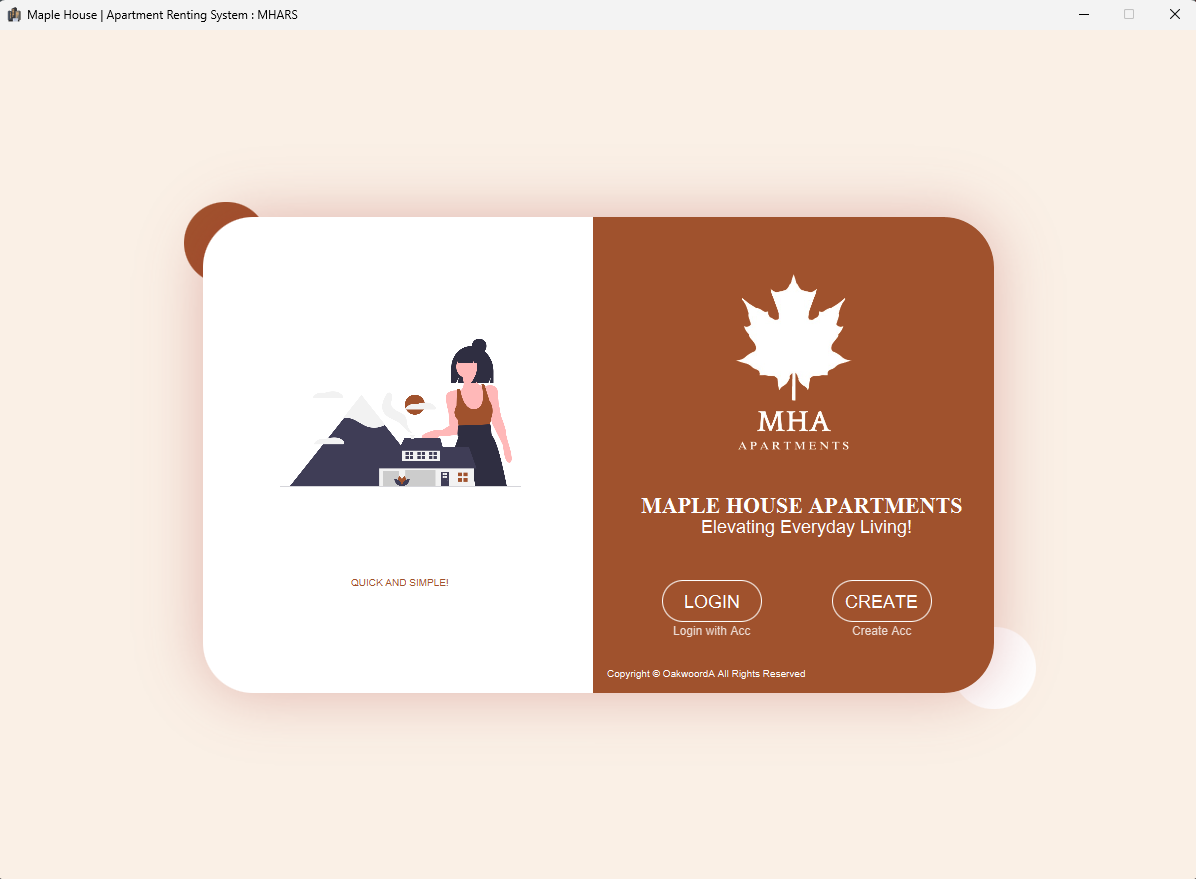 Maple House | Apartment Renting System : MHARS
QUICK AND SIMPLE!
MHA
APARTMENTS
MAPLE HOUSE APARTMENTS
Elevating Everyday Living!
LOGIN
CREATE
Login with Acc
Create Acc
Copyright © OakwoordA All Rights Reserved